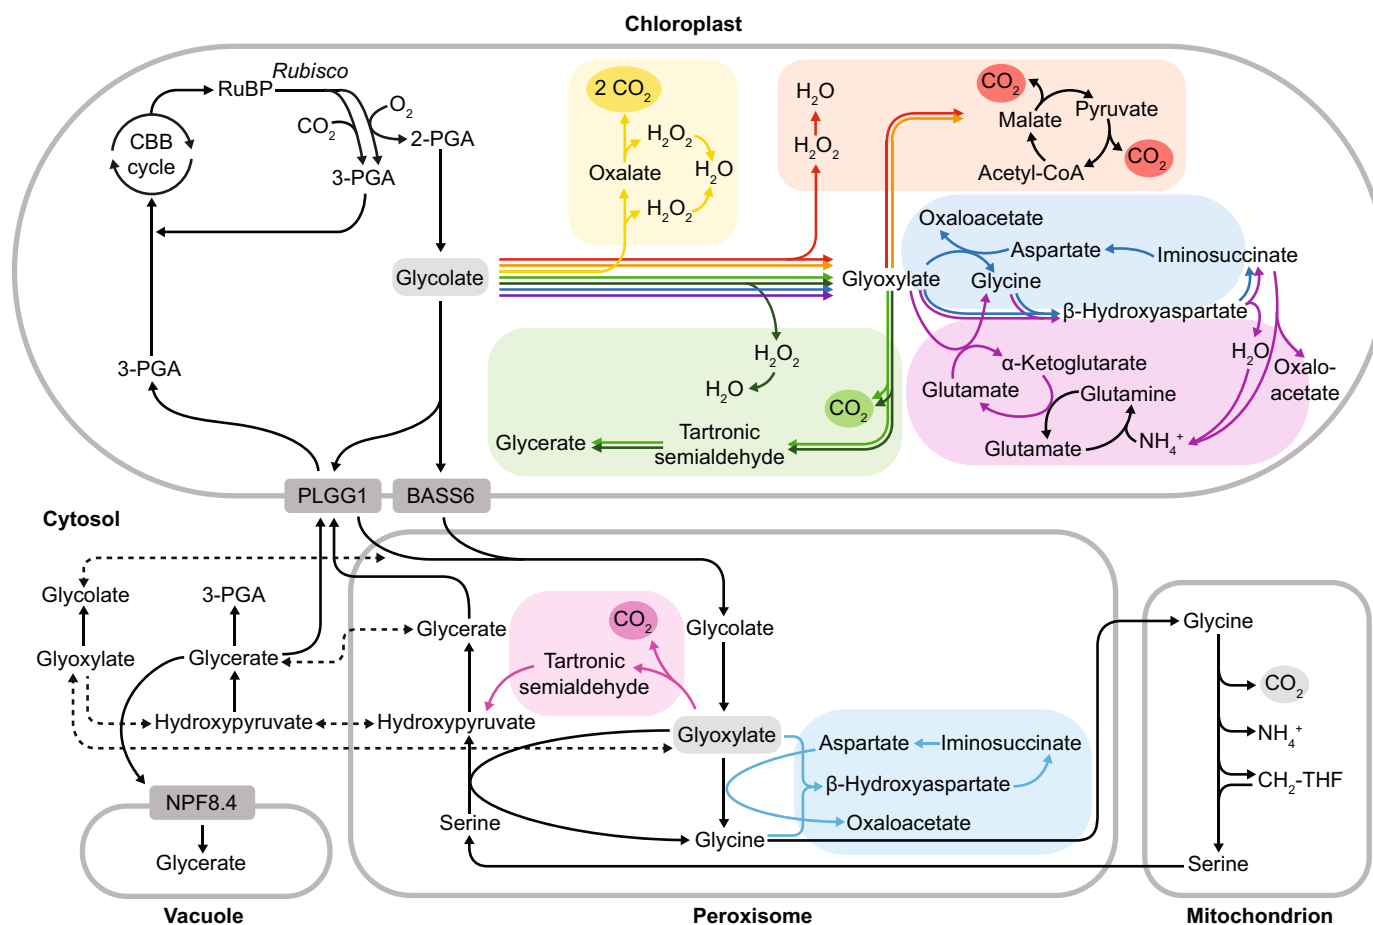 Chloroplast
Rubisco
RuBP
CO2
O2
2-PGA
CBB
cycle
3-PGA
Glycolate
3-PGA
2 CO2
H2O2
Oxalate
H2O
H2O2
H2O
H2O2
CO2
Malate
Pyruvate
CO2
Acetyl-CoA
Glyoxylate
Oxaloacetate
Aspartate
Iminosuccinate
Glycine
β-Hydroxyaspartate
H2O2
H2O
CO2
Glycerate
Tartronic
semialdehyde
α-Ketoglutarate
H2O
Oxalo-
acetate
Glutamate
Glutamine
Glutamate
NH4+
PLGG1
BASS6
Cytosol
Glycolate
3-PGA
Glyoxylate
Glycerate
Hydroxypyruvate
NPF8.4
Glycerate
Vacuole
Glycerate
CO2
Glycolate
Tartronic
semialdehyde
Hydroxypyruvate
Glyoxylate
Aspartate
Iminosuccinate
β-Hydroxyaspartate
Serine
Oxaloacetate
Glycine
Peroxisome
Glycine
CO2
NH4+
CH2-THF
Serine
Mitochondrion